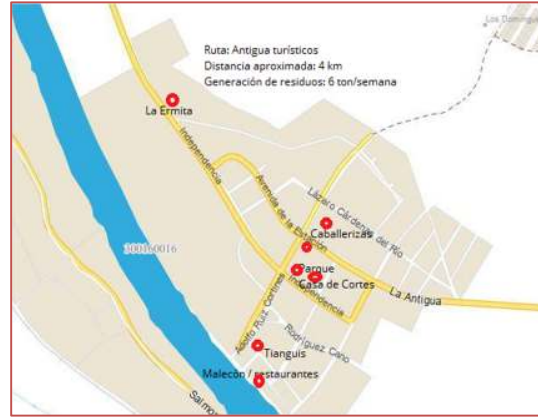 Los Domingu
Ruta: Antigua turísticos
Distancia aproximada: 4 km
Generación de residuos: 6 ton/semana
La Ermita
Independencia
Lázaro Cárdenas del Río
Avenida de la Estación
Caballerizas
300160016
Parque
Casa de Cortes
La Antigua
Independencia
Adolfo Ruiz Cortines
Rodríguez Cano
Tianguis
Malecón / restaurantes
Salmor